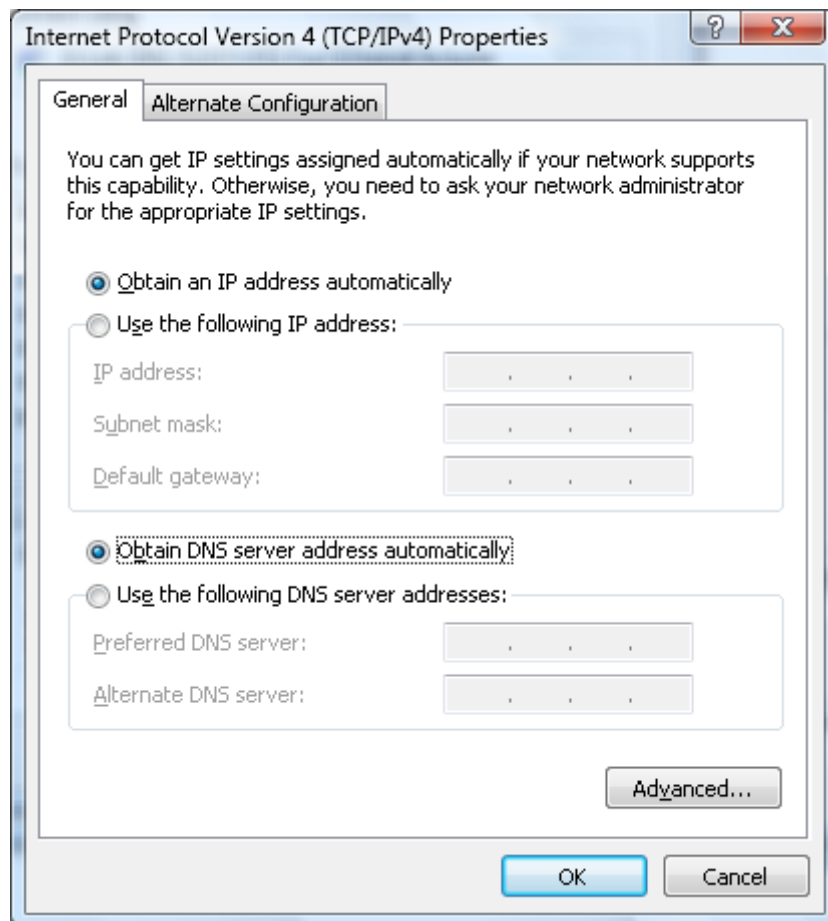 Internet Protocol Version 4 (TCP/IPv4) Properties
General
Alternate Configuration
You can get IP settings assigned automatically if your network supports
this capability. Otherwise, you need to ask your network administrator
for the appropriate IP settings.
Obtain an IP address automatically
Use the following IP address:
IP address:
Subnet mask:
Default gateway:
Obtain DNS server address automatically
Use the following DNS server addresses:
Preferred DNS server:
Alternate DNS server:
Advanced...
OK
Cancel